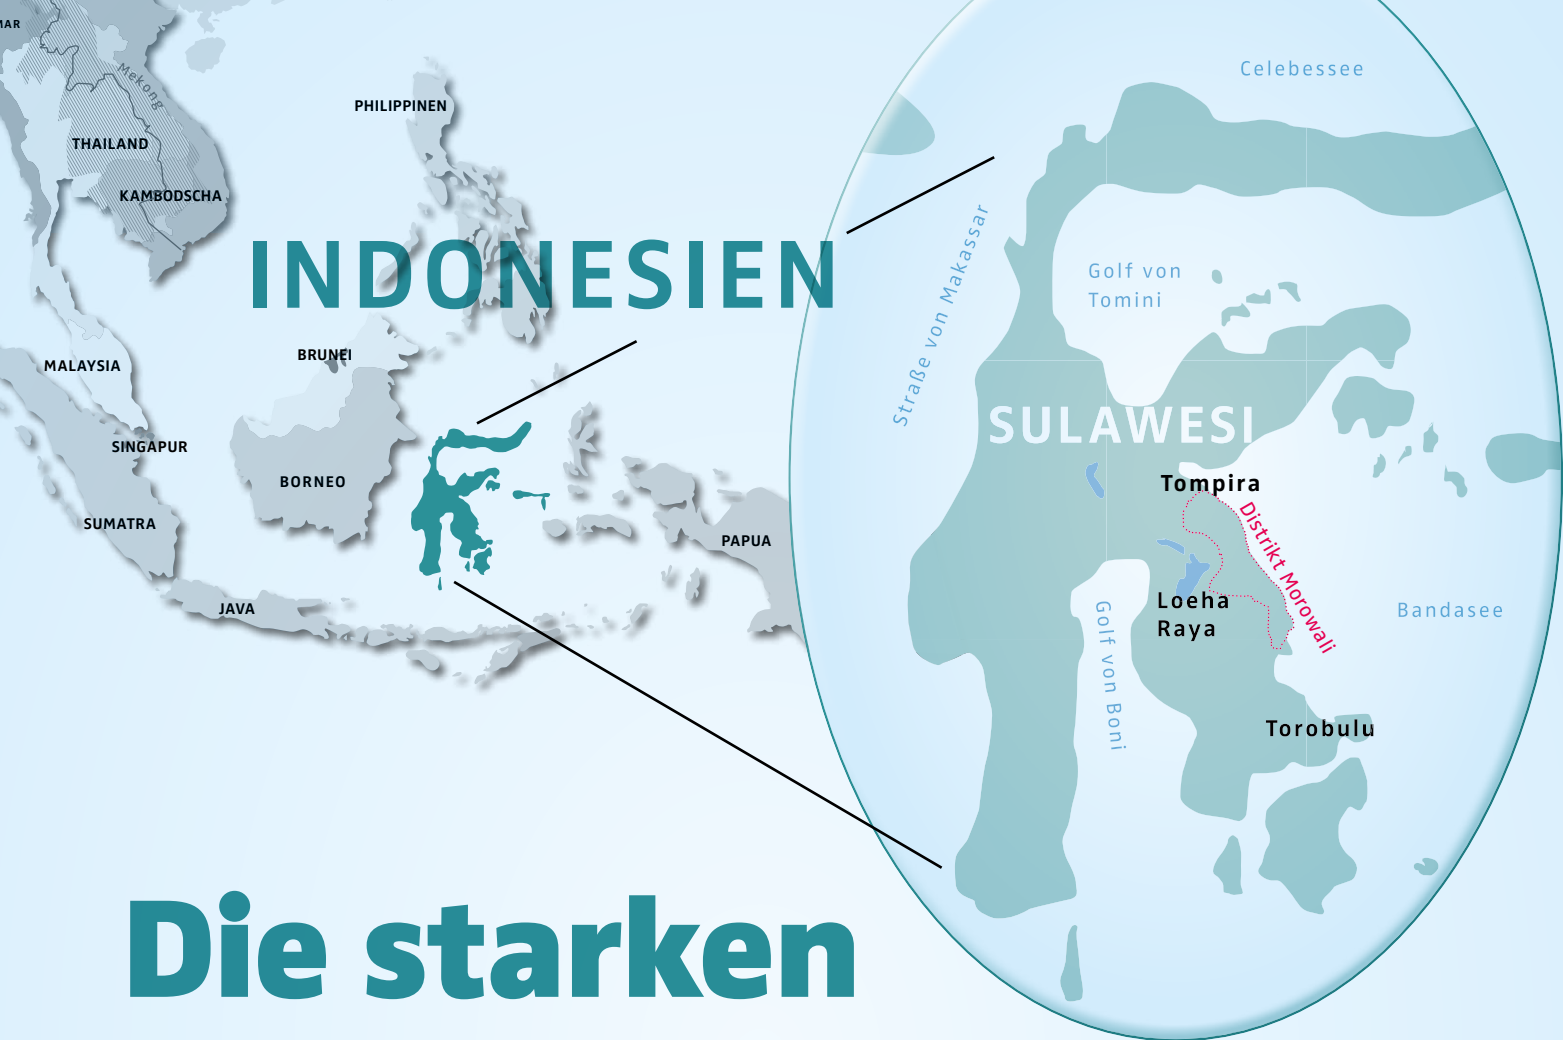 MAR
Mekong
THAILAND
KAMBODSCHA
PHILIPPINEN
INDONESIEN
BRUNEI
MALAYSIA
SINGAPUR
BORNEO
SUMATRA
PAPUA
JAVA
Celebessee
Straße von Makassar
Golf von
Tomini
SULAWESI
Tompira
Distrikt Morowali
Loeha
Raya
Golf von Boni
Bandasee
Torobulu
Die starken